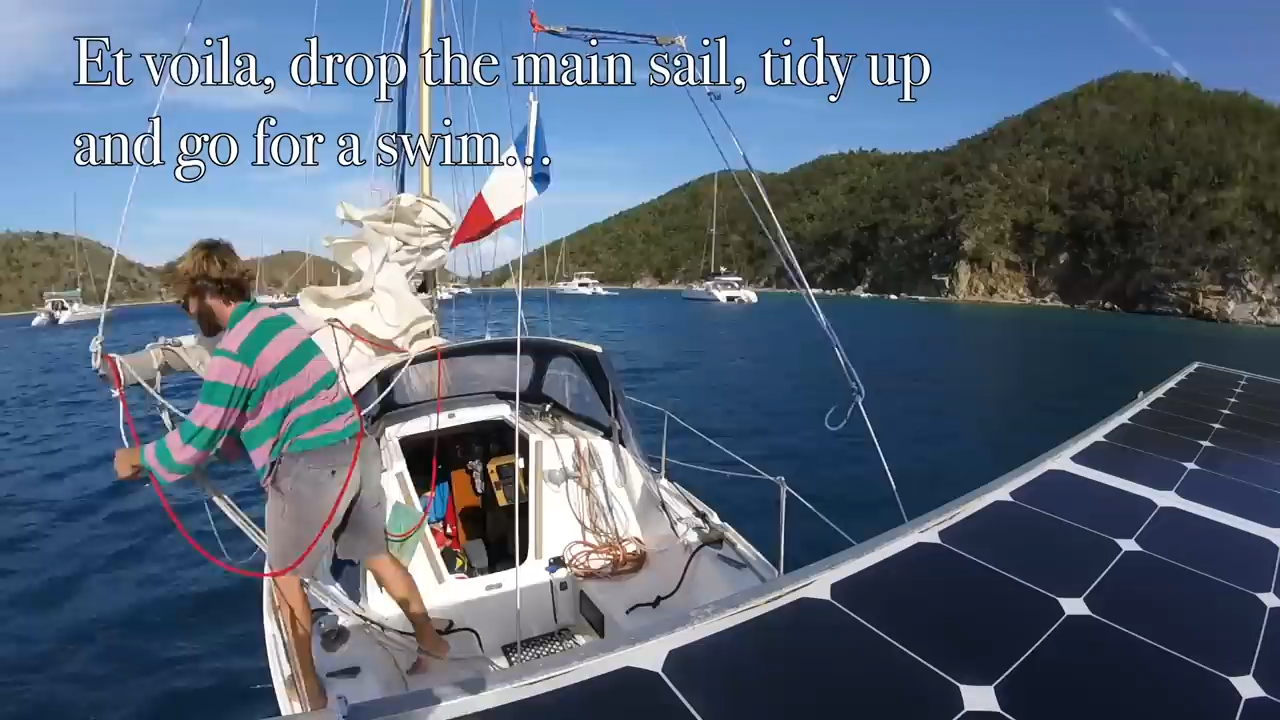 Et voila, drop the main sail, tidy up
and go for a swim...